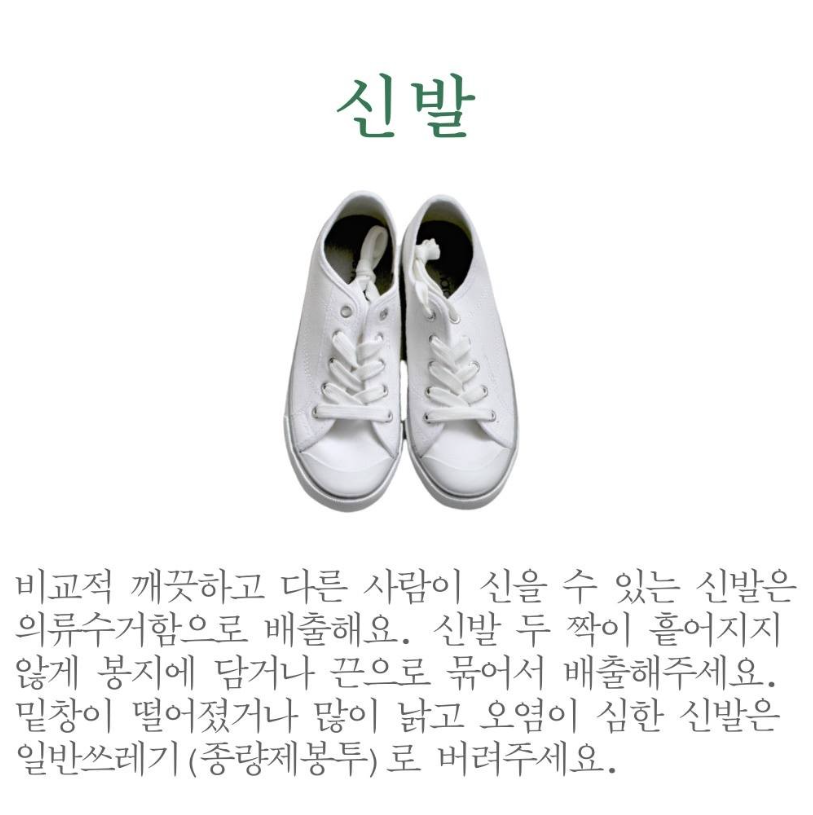 신발
비교적 깨끗하고 다른 사람이 신을 수 있는 신발은
의류수거함으로 배출해요. 신발 두 짝이 흩어지지
않게 봉지에 담거나 끈으로 묶어서 배출해주세요.
밑창이 떨어졌거나 많이 낡고 오염이 심한 신발은
일반쓰레기(종량제봉투)로 버려주세요.